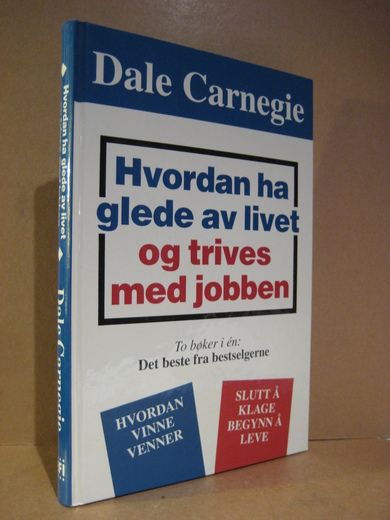 Dale Carnegie
Hvordan ha
glede av livet
og trives
med jobben
To bøker i én:
Det beste fra bestselgerne
HVORDAN
VINNE
VENNER
SLUTT Å
KLAGE
BEGYNN Å
LEVE
Hvordan ha glede av livet
Dale Carnegie